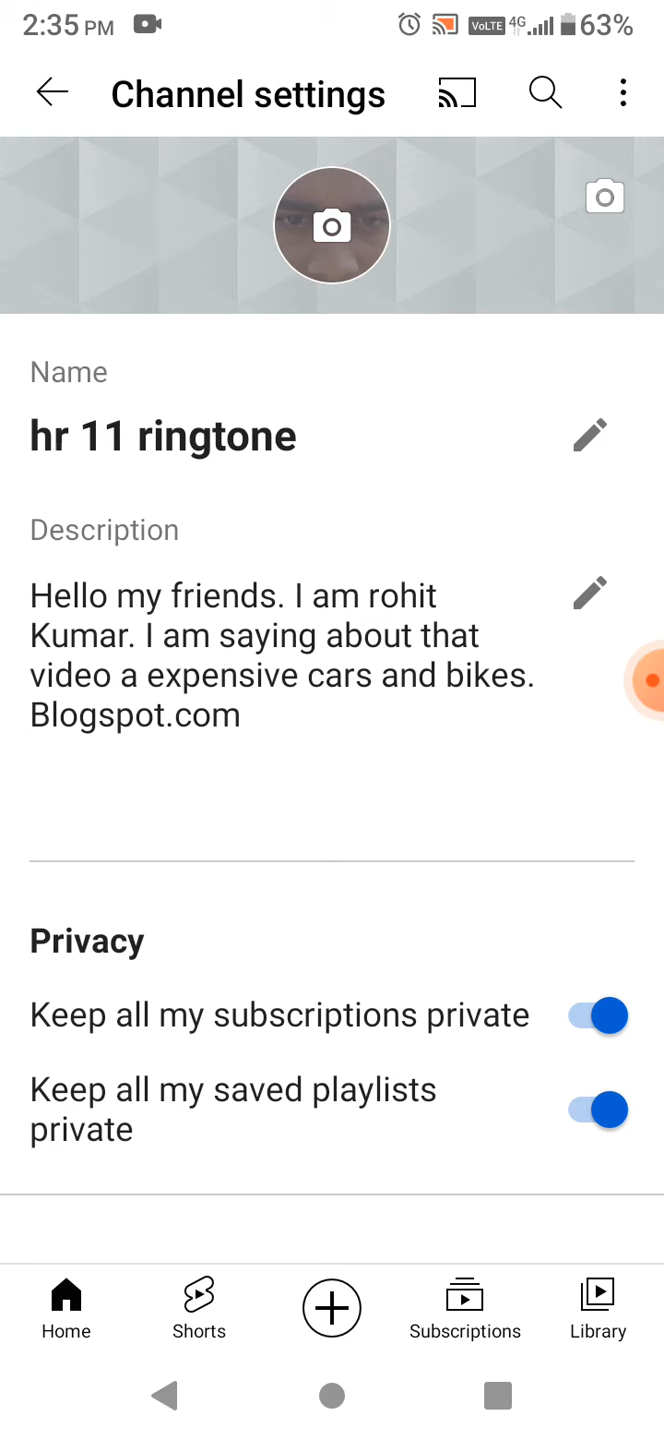 2:35 PM VoLTE 4G 63%
Channel settings
Name
hr 11 ringtone
Description
Hello my friends. I am rohit
Kumar. I am saying about that
video a expensive cars and bikes.
Blogspot.com
Privacy
Keep all my subscriptions private
Keep all my saved playlists
private
Home Shorts Subscriptions Library